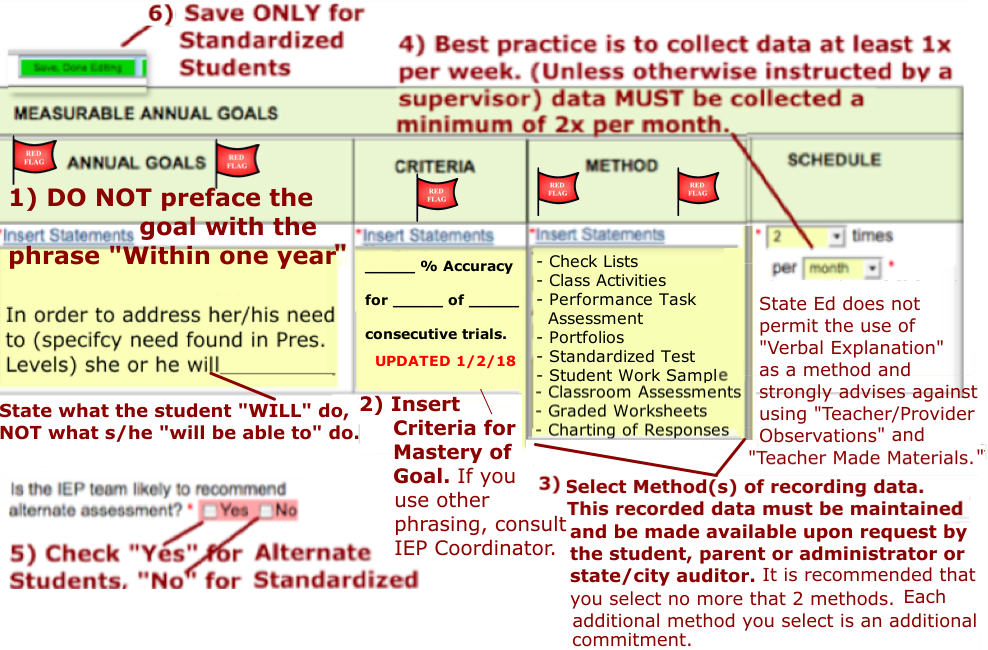 6) Save ONLY for
Standardized
Students
Save, Done Editing
4) Best practice is to collect data at least 1x
per week. (Unless otherwise instructed by a
supervisor) data MUST be collected a
minimum of 2x per month.
MEASURABLE ANNUAL GOALS
RED FLAG
ANNUAL GOALS
RED FLAG
CRITERIA
RED FLAG
METHOD
RED FLAG
RED FLAG
SCHEDULE
1) DO NOT preface the
goal with the
phrase "Within one year"
*Insert Statements
In order to address her/his need
to (specifcy need found in Pres.
Levels) she or he will____________
State what the student "WILL" do,
NOT what s/he "will be able to" do.
*Insert Statements
______ % Accuracy
for ______ of ______
consecutive trials.
UPDATED 1/2/18
2) Insert
Criteria for
Mastery of
Goal. If you
use other
phrasing, consult
IEP Coordinator.
*Insert Statements
- Check Lists
- Class Activities
- Performance Task
Assessment
- Portfolios
- Standardized Test
- Student Work Sample
- Classroom Assessments
- Graded Worksheets
- Charting of Responses
* 2 times
per month *
State Ed does not
permit the use of
"Verbal Explanation"
as a method and
strongly advises against
using "Teacher/Provider
Observations" and
"Teacher Made Materials."
3) Select Method(s) of recording data.
This recorded data must be maintained
and be made available upon request by
the student, parent or administrator or
state/city auditor. It is recommended that
you select no more that 2 methods. Each
additional method you select is an additional
commitment.
Is the IEP team likely to recommend
alternate assessment? * Yes No
5) Check "Yes" for Alternate
Students. "No" for Standardized